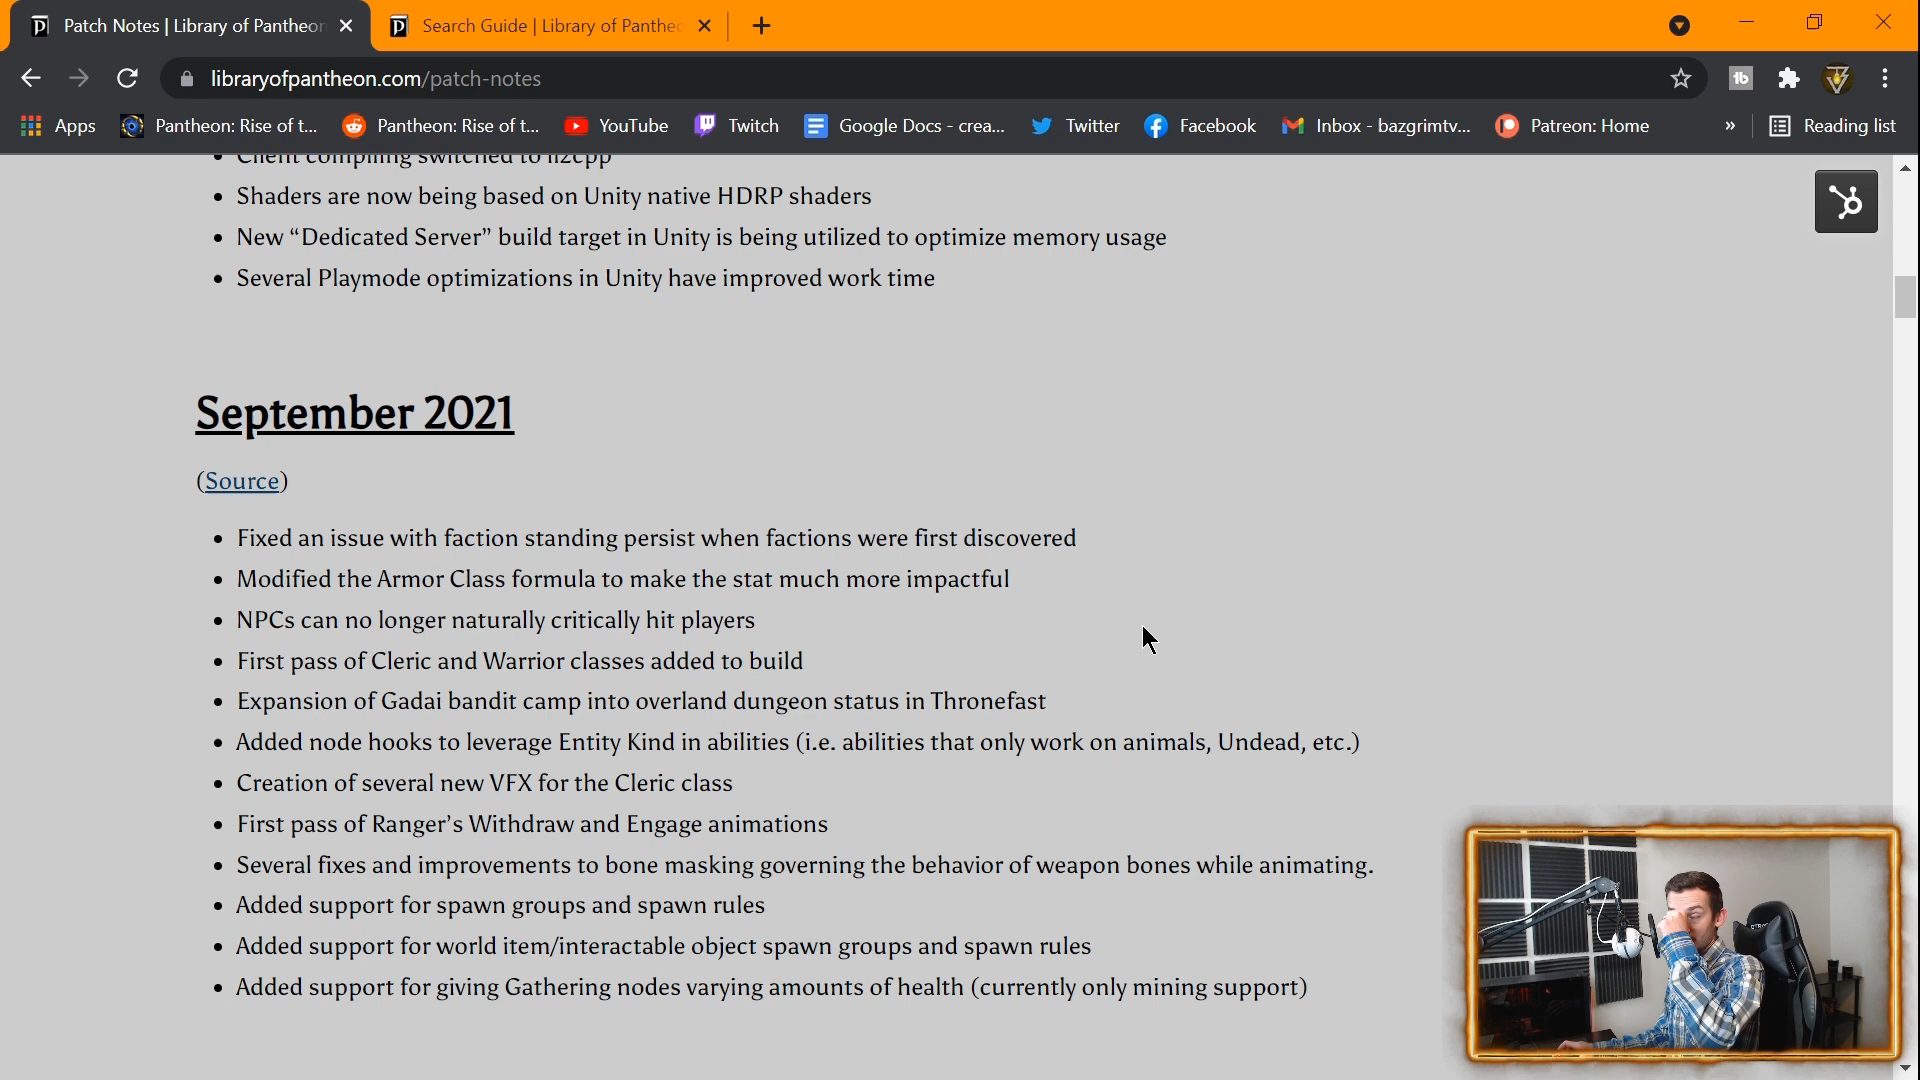 Patch Notes | Library of Pantheon
Search Guide | Library of Pantheo
libraryofpantheon.com/patch-notes
Apps
Pantheon: Rise of t...
Pantheon: Rise of t...
YouTube
Twitch
Google Docs - crea...
Twitter
Facebook
Inbox - bazgrimtv...
Patreon: Home
»
Reading list
Client compiling switched to il2cpp
• Shaders are now being based on Unity native HDRP shaders
• New “Dedicated Server” build target in Unity is being utilized to optimize memory usage
• Several Playmode optimizations in Unity have improved work time
September 2021
(Source)
• Fixed an issue with faction standing persist when factions were first discovered
• Modified the Armor Class formula to make the stat much more impactful
• NPCs can no longer naturally critically hit players
• First pass of Cleric and Warrior classes added to build
• Expansion of Gadai bandit camp into overland dungeon status in Thronefast
• Added node hooks to leverage Entity Kind in abilities (i.e. abilities that only work on animals, Undead, etc.)
• Creation of several new VFX for the Cleric class
• First pass of Ranger’s Withdraw and Engage animations
• Several fixes and improvements to bone masking governing the behavior of weapon bones while animating.
• Added support for spawn groups and spawn rules
• Added support for world item/interactable object spawn groups and spawn rules
• Added support for giving Gathering nodes varying amounts of health (currently only mining support)